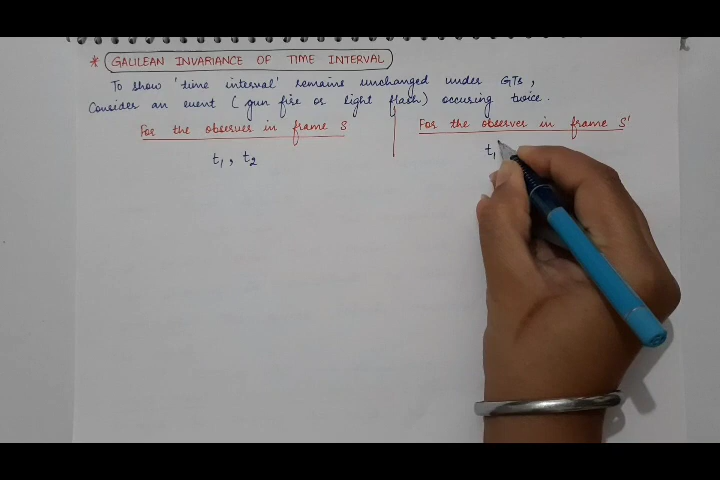 * GALILEAN INVARIANCE OF TIME INTERVAL
To show 'time interval' remains unchanged under GTs,
Consider an event ( gun fire or light flash) occuring twice.
For the observer in frame S
For the observer in frame S'
t₁, t₂
t₁